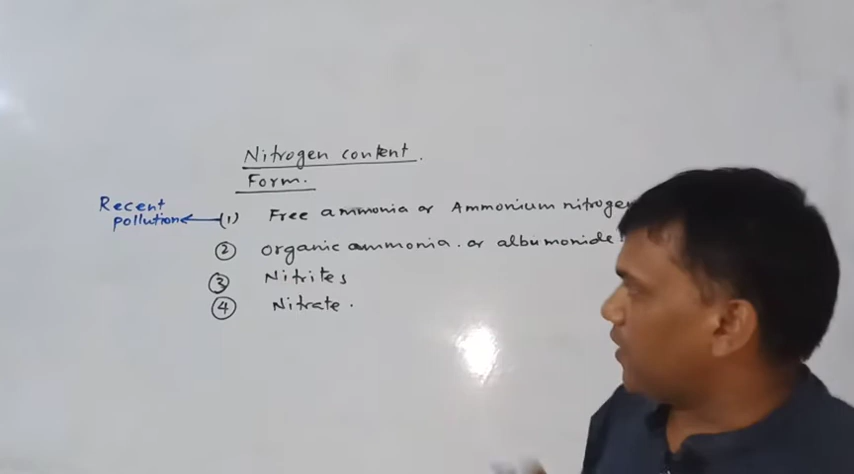 Nitrogen content.
Form.
Recent
pollution ← (1) Free ammonia or Ammonium nitrogen
② organic ammonia. or albumonide
③ Nitrites
④ Nitrate.